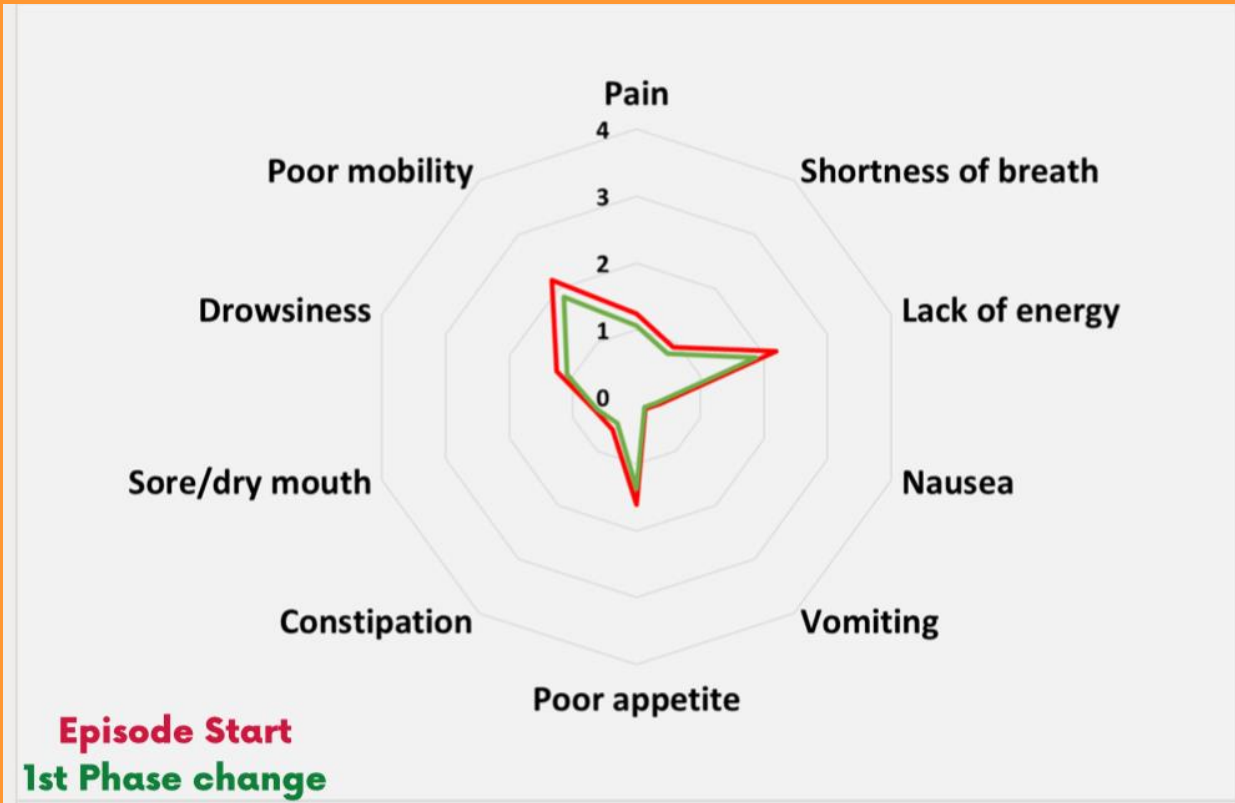 Pain
4
Poor mobility
Shortness of breath
3
2
Drowsiness
Lack of energy
1
0
Sore/dry mouth
Nausea
Constipation
Vomiting
Poor appetite
Episode Start
1st Phase change